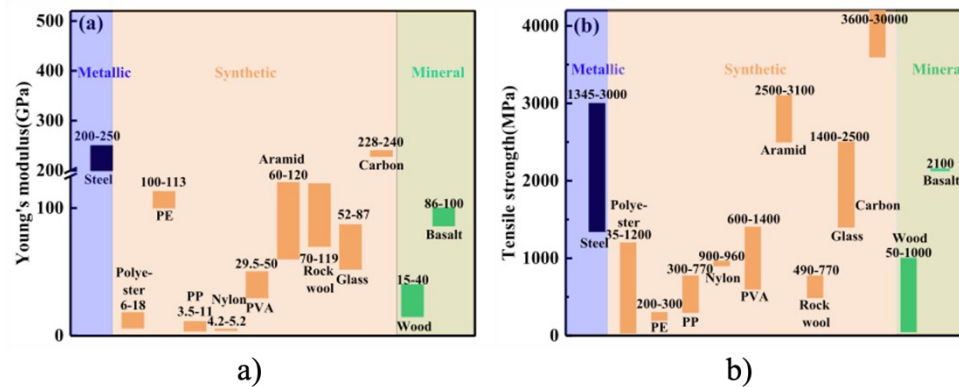 (a)
Young's modulus(GPa)
500
400
300
200
100
0
Metallic
Synthetic
Mineral
200-250
Steel
Polye-
ster
6-18
100-113
PE
PP
3.5-11
Nylon
4.2-5.2
29.5-50
PVA
Aramid
60-120
70-119
Rock
wool
52-87
Glass
228-240
Carbon
15-40
Wood
86-100
Basalt
a)
(b)
Tensile strength(MPa)
4000
3000
2000
1000
0
Metallic
Synthetic
Minera
1345-3000
Steel
Polye-
ster
35-1200
200-300
PE
300-770
PP
900-960
Nylon
600-1400
PVA
2500-3100
Aramid
490-770
Rock
wool
1400-2500
Glass
3600-30000
Carbon
Wood
50-1000
2100
Basalt
b)